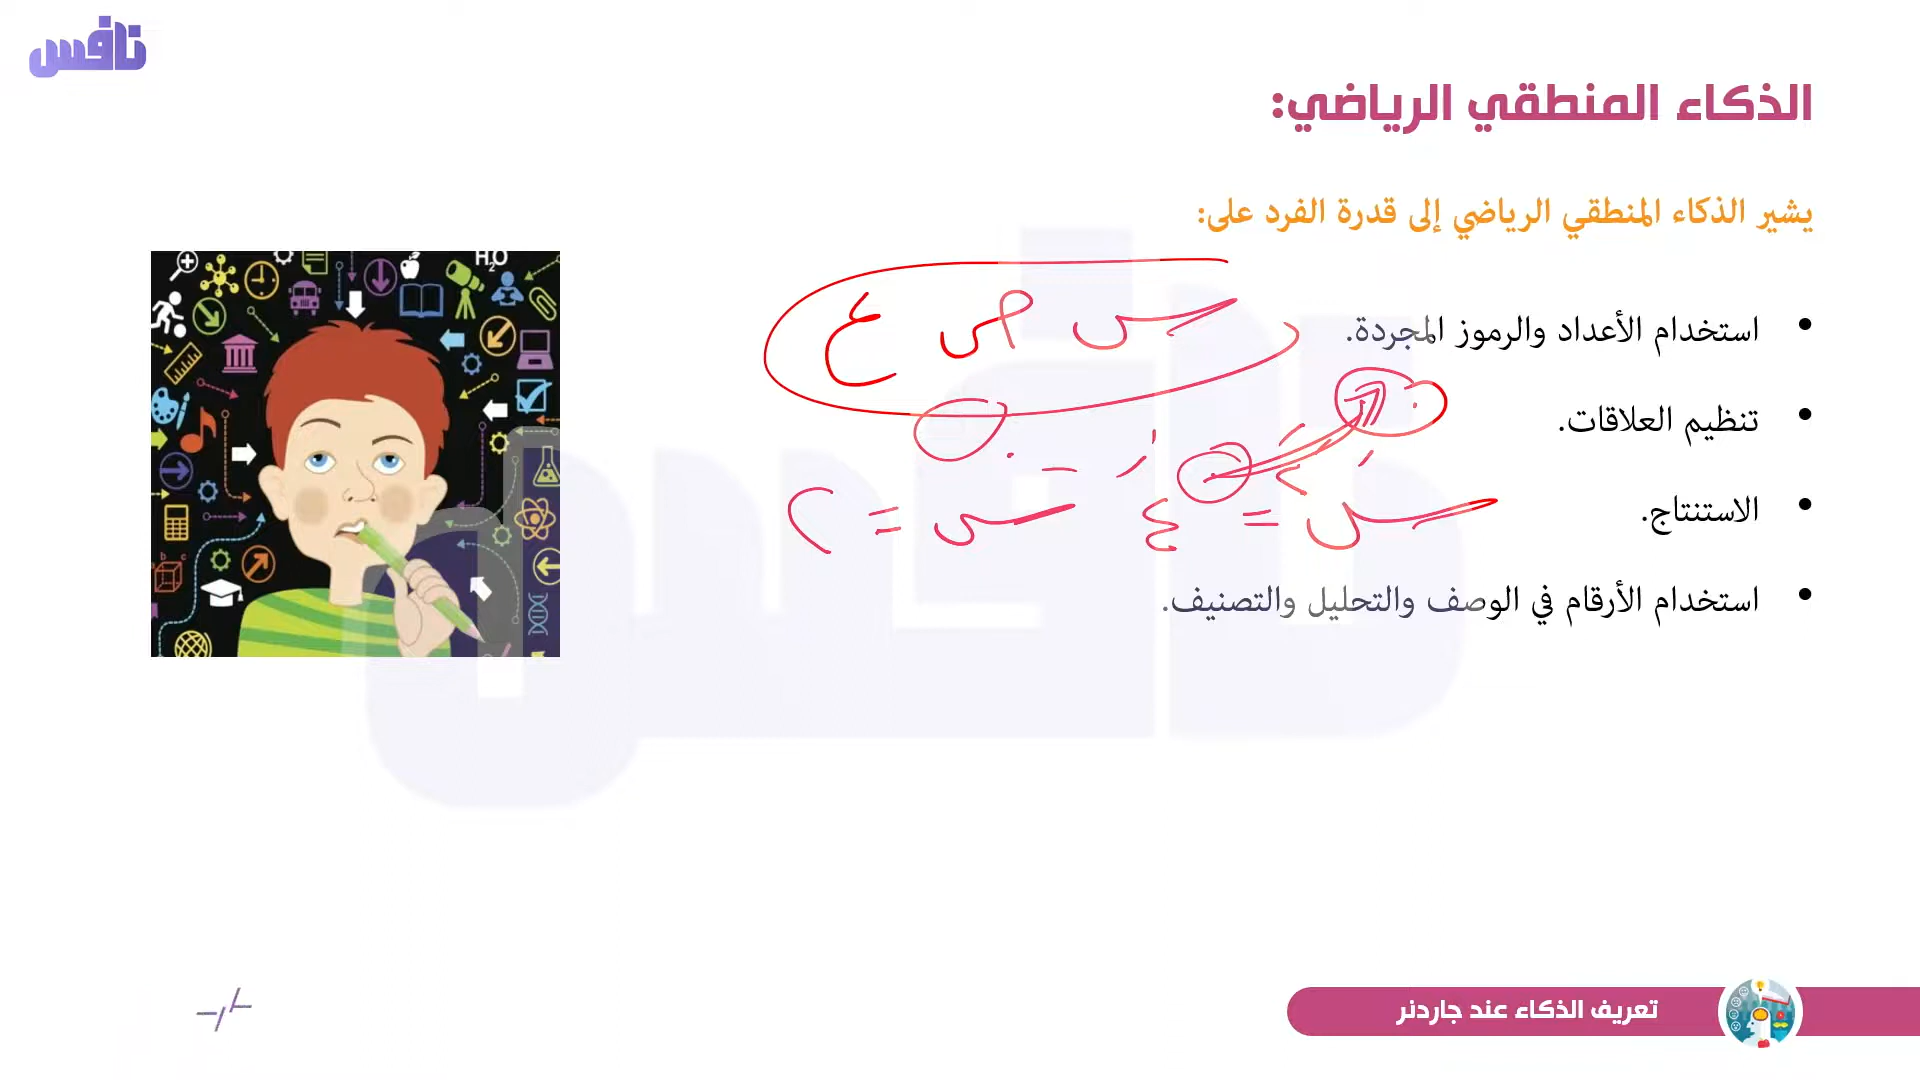 نافس
الذكاء المنطقي الرياضي:
يشير الذكاء المنطقي الرياضي إلى قدرة الفرد على:
• استخدام الأعداد والرموز المجردة.
س ص ع
• تنظيم العلاقات.
• الاستنتاج.
• استخدام الأرقام في الوصف والتحليل والتصنيف.
H₂O
تعريف الذكاء عند جاردنر